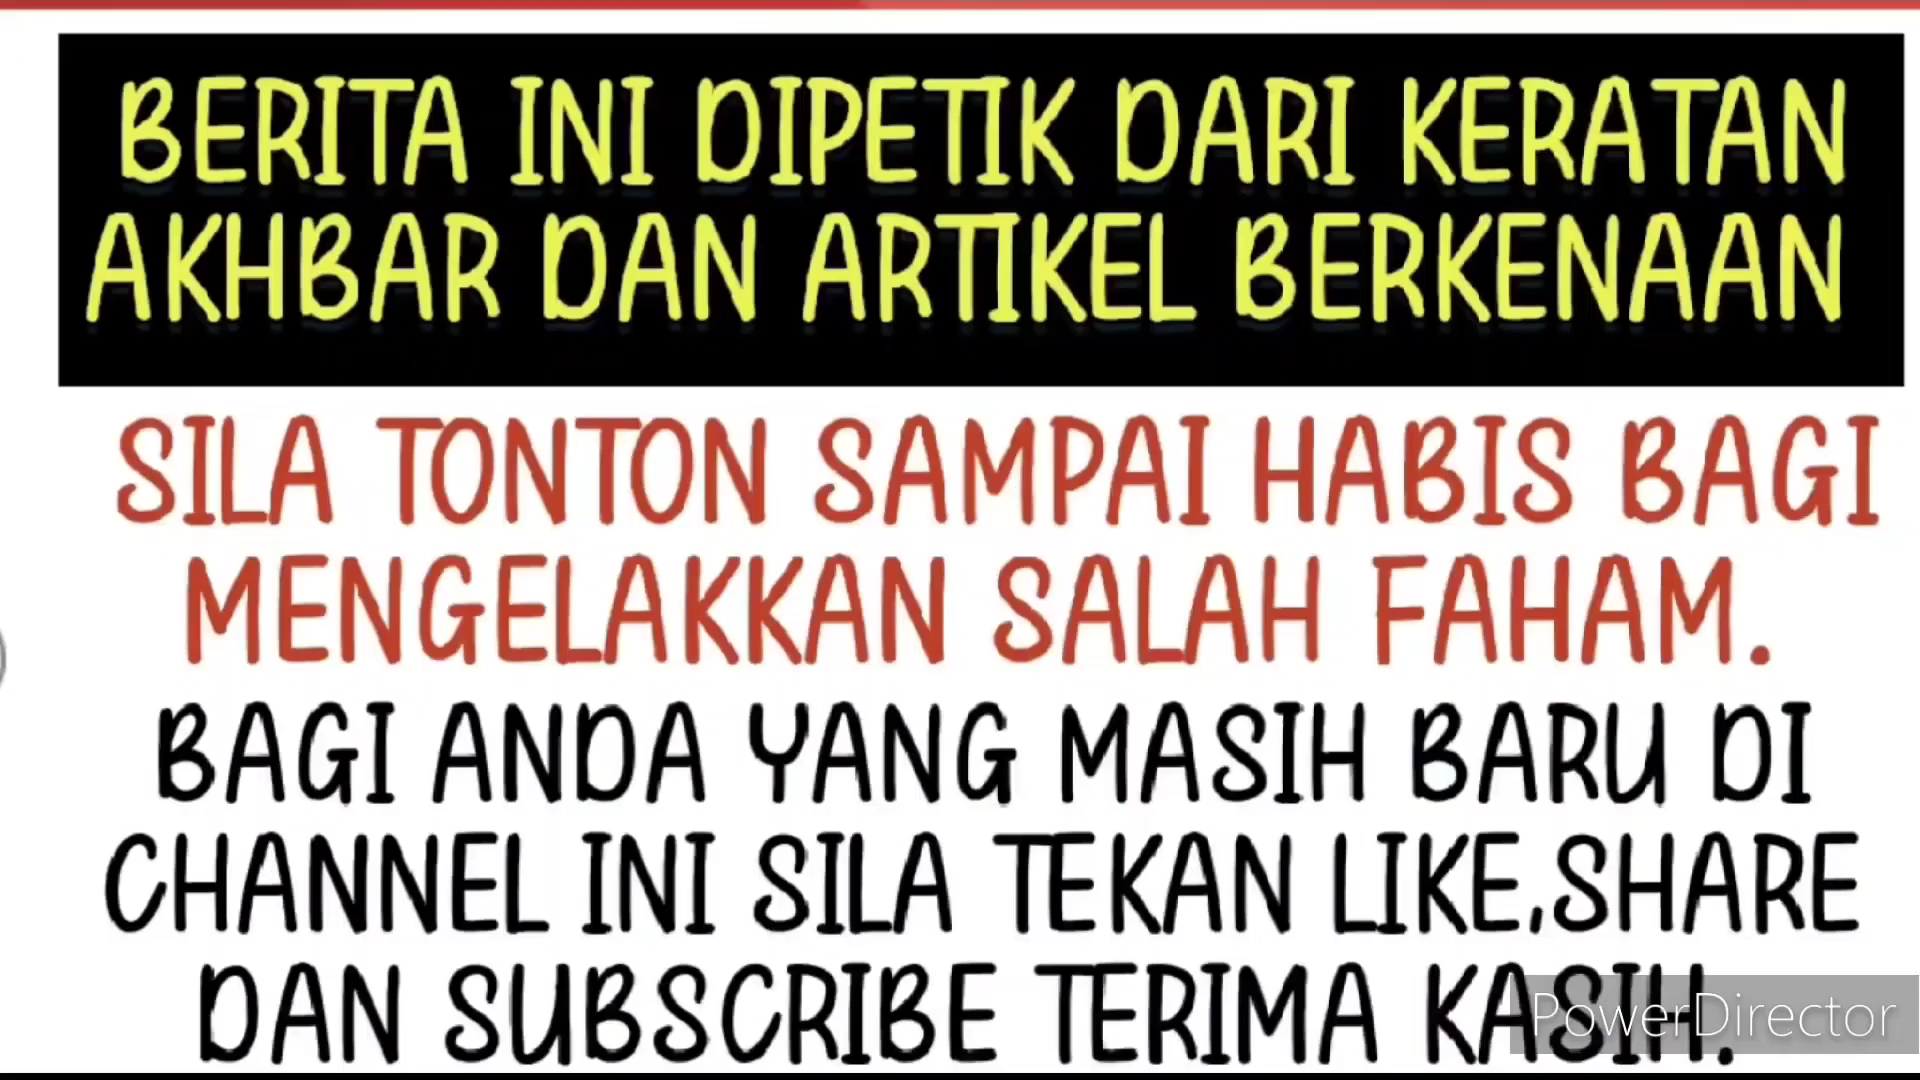 BERITA INI DIPETIK DARI KERATAN
AKHBAR DAN ARTIKEL BERKENAAN
SILA TONTON SAMPAI HABIS BAGI
MENGELAKKAN SALAH FAHAM.
BAGI ANDA YANG MASIH BARU DI
CHANNEL INI SILA TEKAN LIKE,SHARE
DAN SUBSCRIBE TERIMA KASIH.
PowerDirector